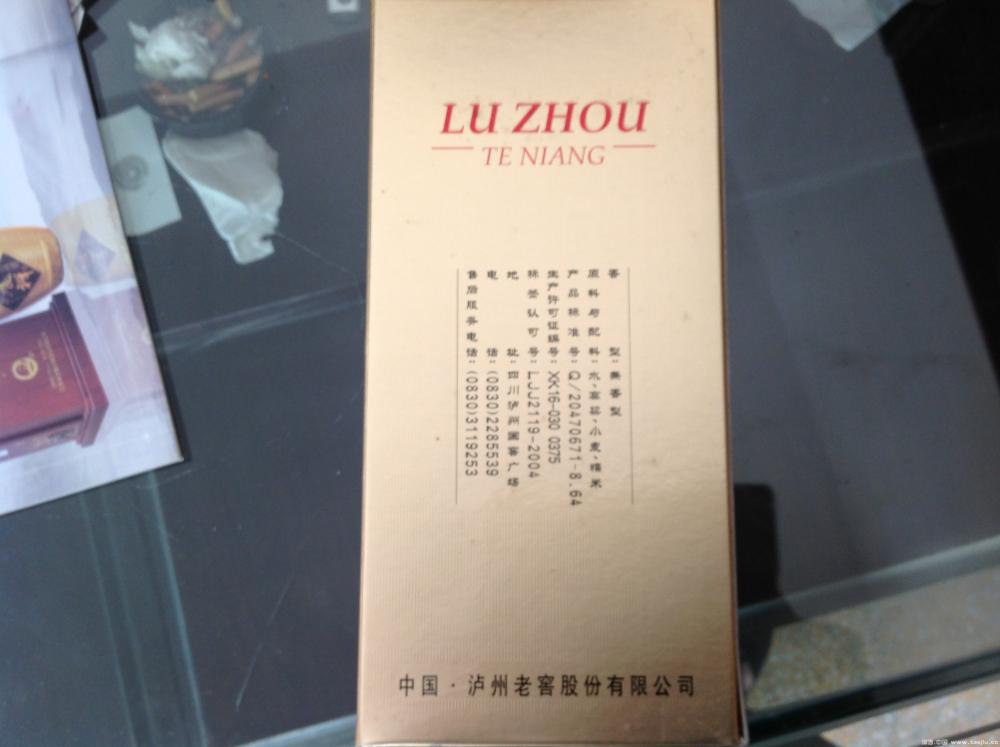 LU ZHOU
TE NIANG
香型：兼香型
原料与配料：水、高粱、小麦、糯米
产品标准号：Q/20470671-8.64
生产许可证编号：XK16-030 0375
标签认可号：LJJ2119-2004
地址：四川泸州国窖广场
电话：(0830)2285539
售后服务电话：(0830)3119253
中国·泸州老窖股份有限公司